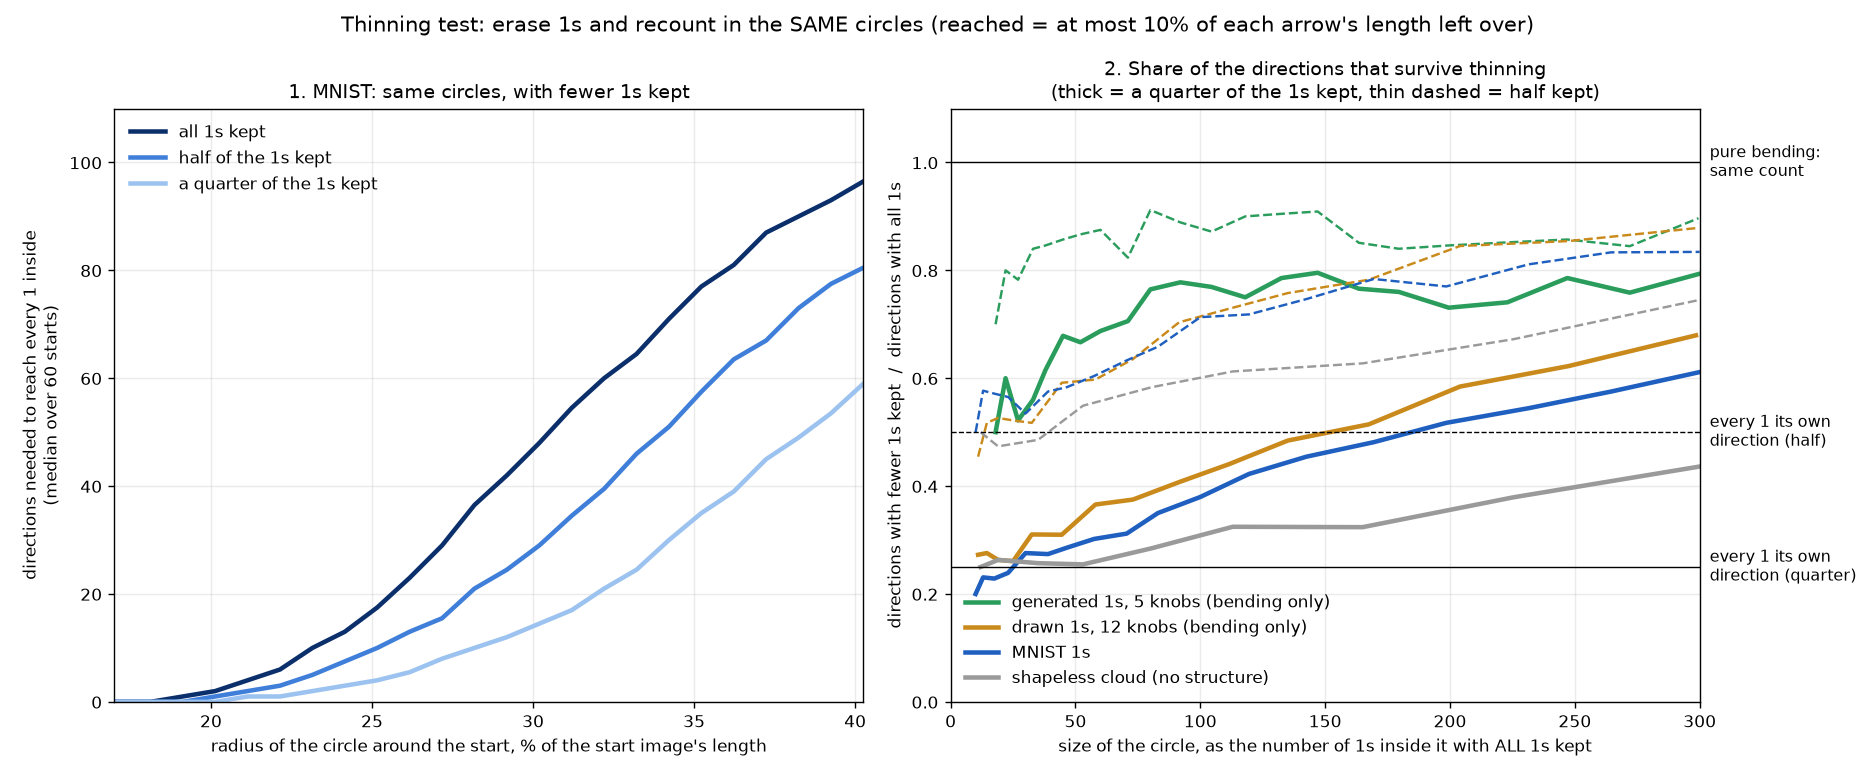 Thinning test: erase 1s and recount in the SAME circles (reached = at most 10% of each arrow's length left over)
1. MNIST: same circles, with fewer 1s kept
all 1s kept
half of the 1s kept
a quarter of the 1s kept
directions needed to reach every 1 inside
(median over 60 starts)
100
80
60
40
20
0
20
25
30
35
40
radius of the circle around the start, % of the start image's length
2. Share of the directions that survive thinning
(thick = a quarter of the 1s kept, thin dashed = half kept)
directions with fewer 1s kept / directions with all 1s
1.0
0.8
0.6
0.4
0.2
0.0
pure bending:
same count
every 1 its own
direction (half)
every 1 its own
direction (quarter)
generated 1s, 5 knobs (bending only)
drawn 1s, 12 knobs (bending only)
MNIST 1s
shapeless cloud (no structure)
0
50
100
150
200
250
300
size of the circle, as the number of 1s inside it with ALL 1s kept